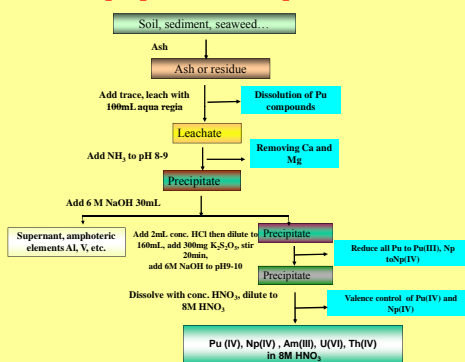 Soil, sediment, seaweed…
Ash
Ash or residue
Add trace, leach with
100mL aqua regia
Dissolution of Pu
compounds
Leachate
Add NH3 to pH 8-9
Removing Ca and
Mg
Precipitate
Add 6 M NaOH 30mL
Supernant, amphoteric
elements Al, V, etc.
Add 2mL conc. HCl then dilute to
160mL, add 300mg K2S2O5, stir
20min,
add 6M NaOH to pH9-10
Precipitate
Reduce all Pu to Pu(III), Np
toNp(IV)
Precipitate
Dissolve with conc. HNO3, dilute to
8M HNO3
Valence control of Pu(IV) and
Np(IV)
Pu (IV), Np(IV) , Am(III), U(VI), Th(IV)
in 8M HNO3